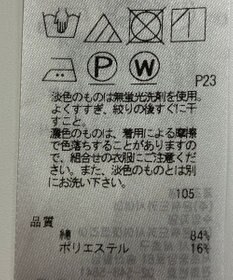 P
W
P23
淡色のものは無蛍光洗剤を使用。
よくすすぎ、絞りの後すぐに干
すこと。
濃色のものは、着用による摩擦
で色落ちすることがありますの
で、組合せの衣服にご注意くださ
い。また、淡色のものとは別
にお洗い下さい。
105
品質
綿 84%
ポリエステル 16%